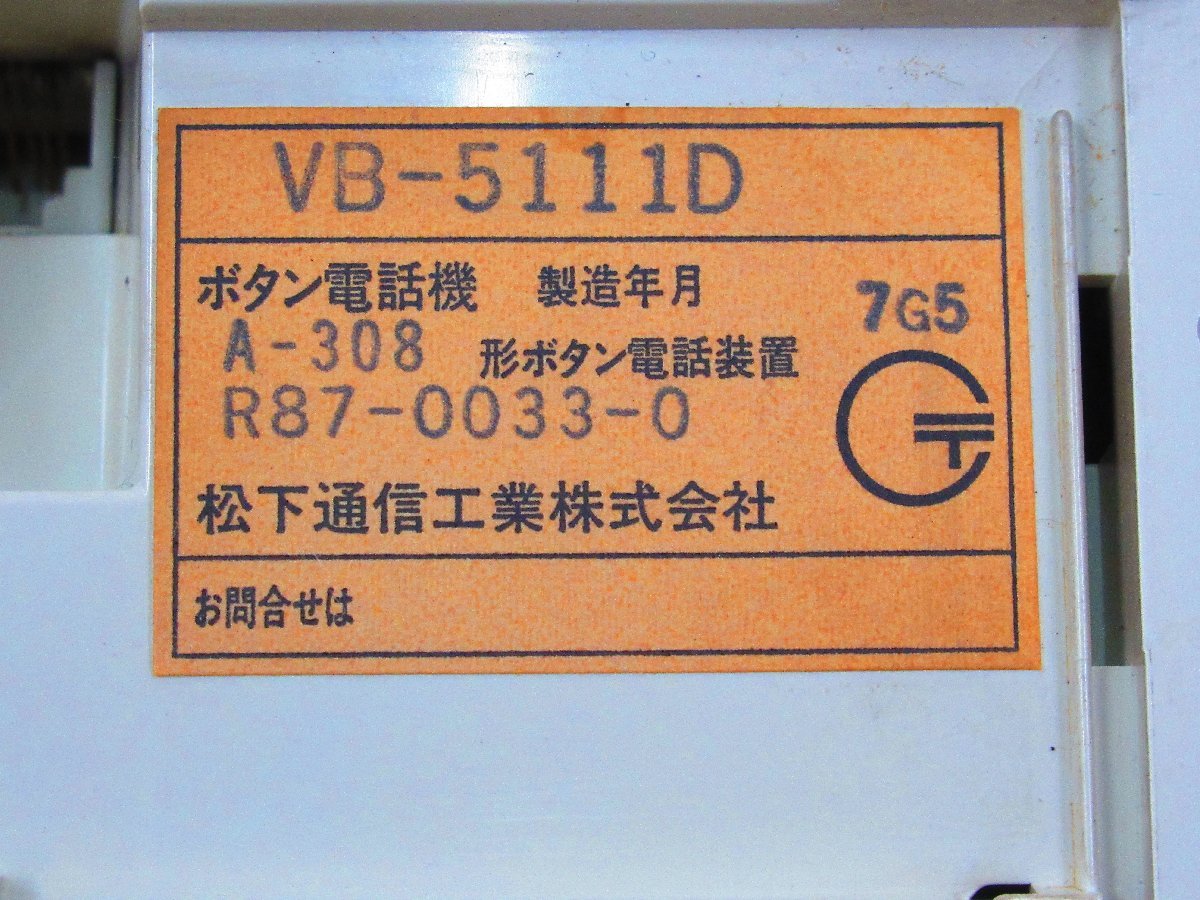 VB-5111D
ボタン電話機 製造年月 7G5
A-308 形ボタン電話装置
R87-0033-0
松下通信工業株式会社
お問合せは